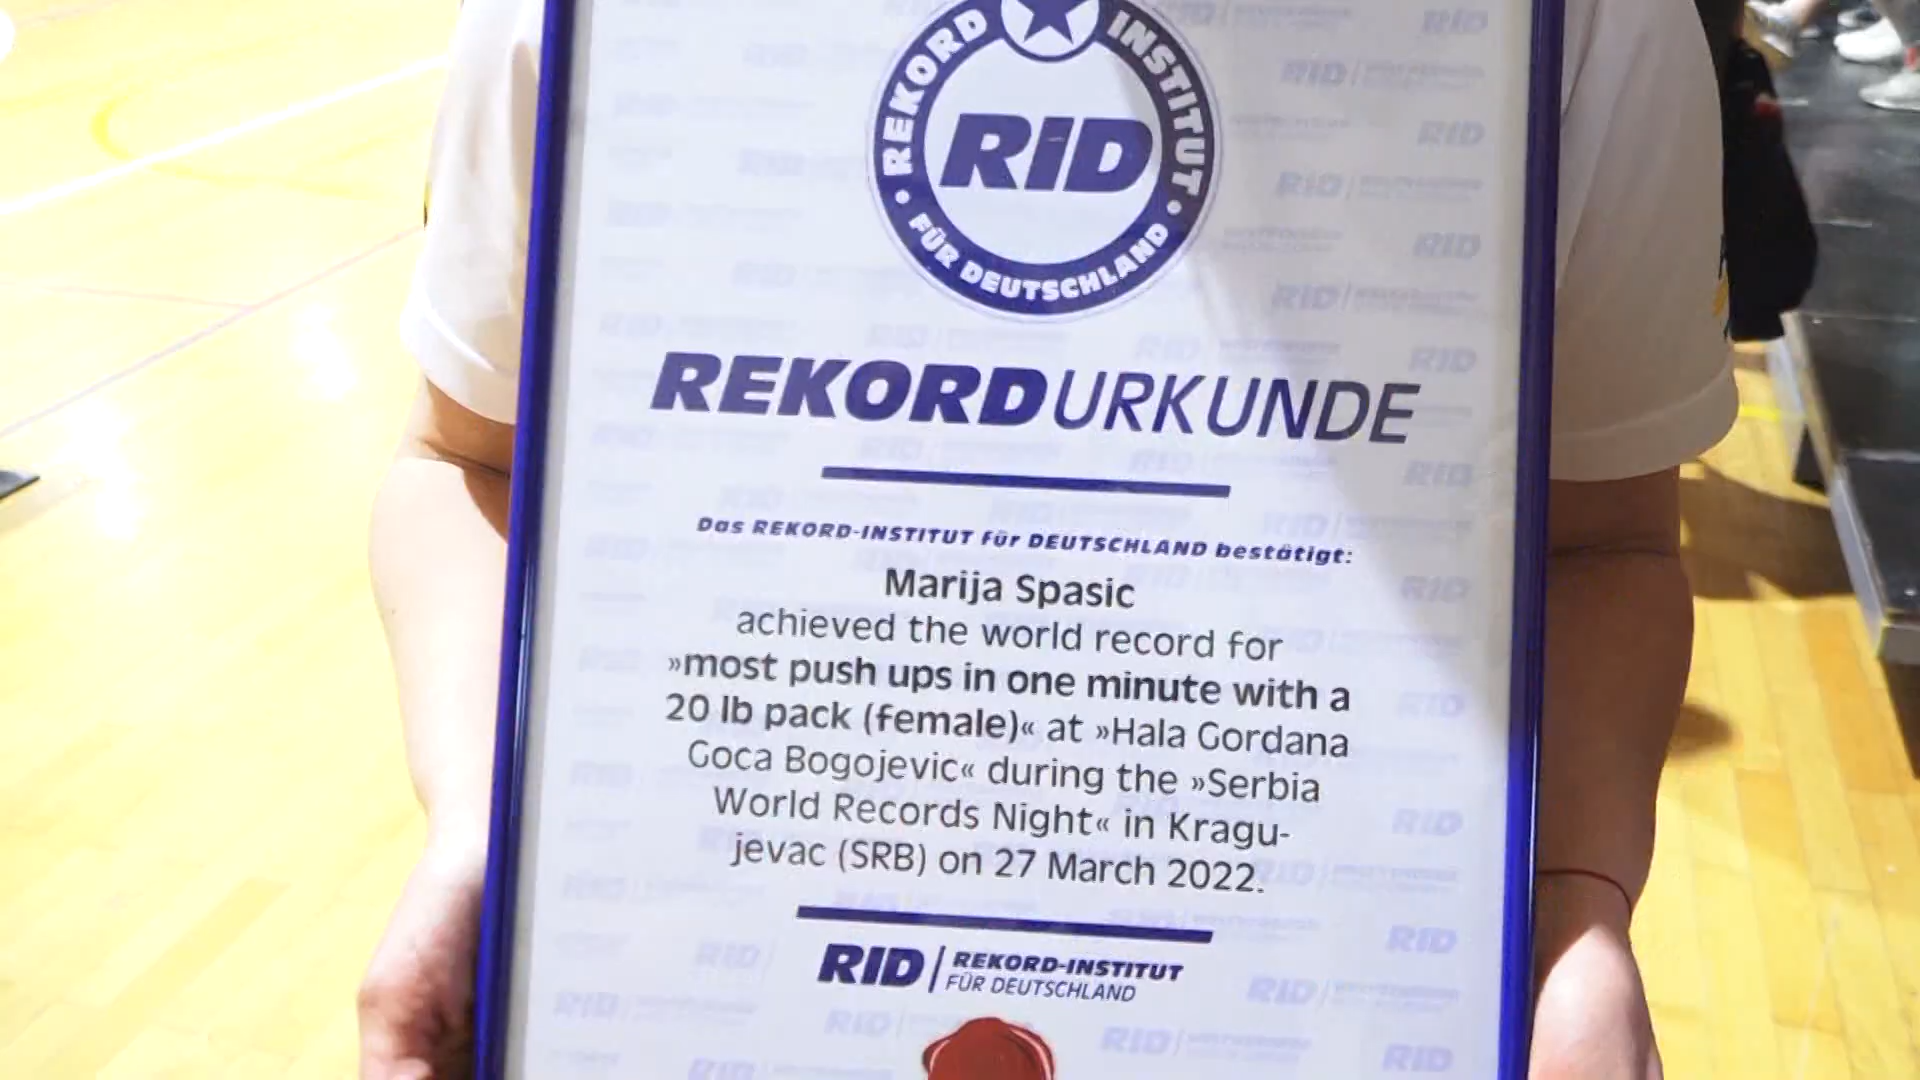 REKORD INSTITUT
RID
FÜR DEUTSCHLAND
REKORDURKUNDE
Das REKORD-INSTITUT für DEUTSCHLAND bestätigt:
Marija Spasic
achieved the world record for
»most push ups in one minute with a
20 lb pack (female)« at »Hala Gordana
Goca Bogojevic« during the »Serbia
World Records Night« in Kragu-
jevac (SRB) on 27 March 2022.
RID | REKORD-INSTITUT
FÜR DEUTSCHLAND